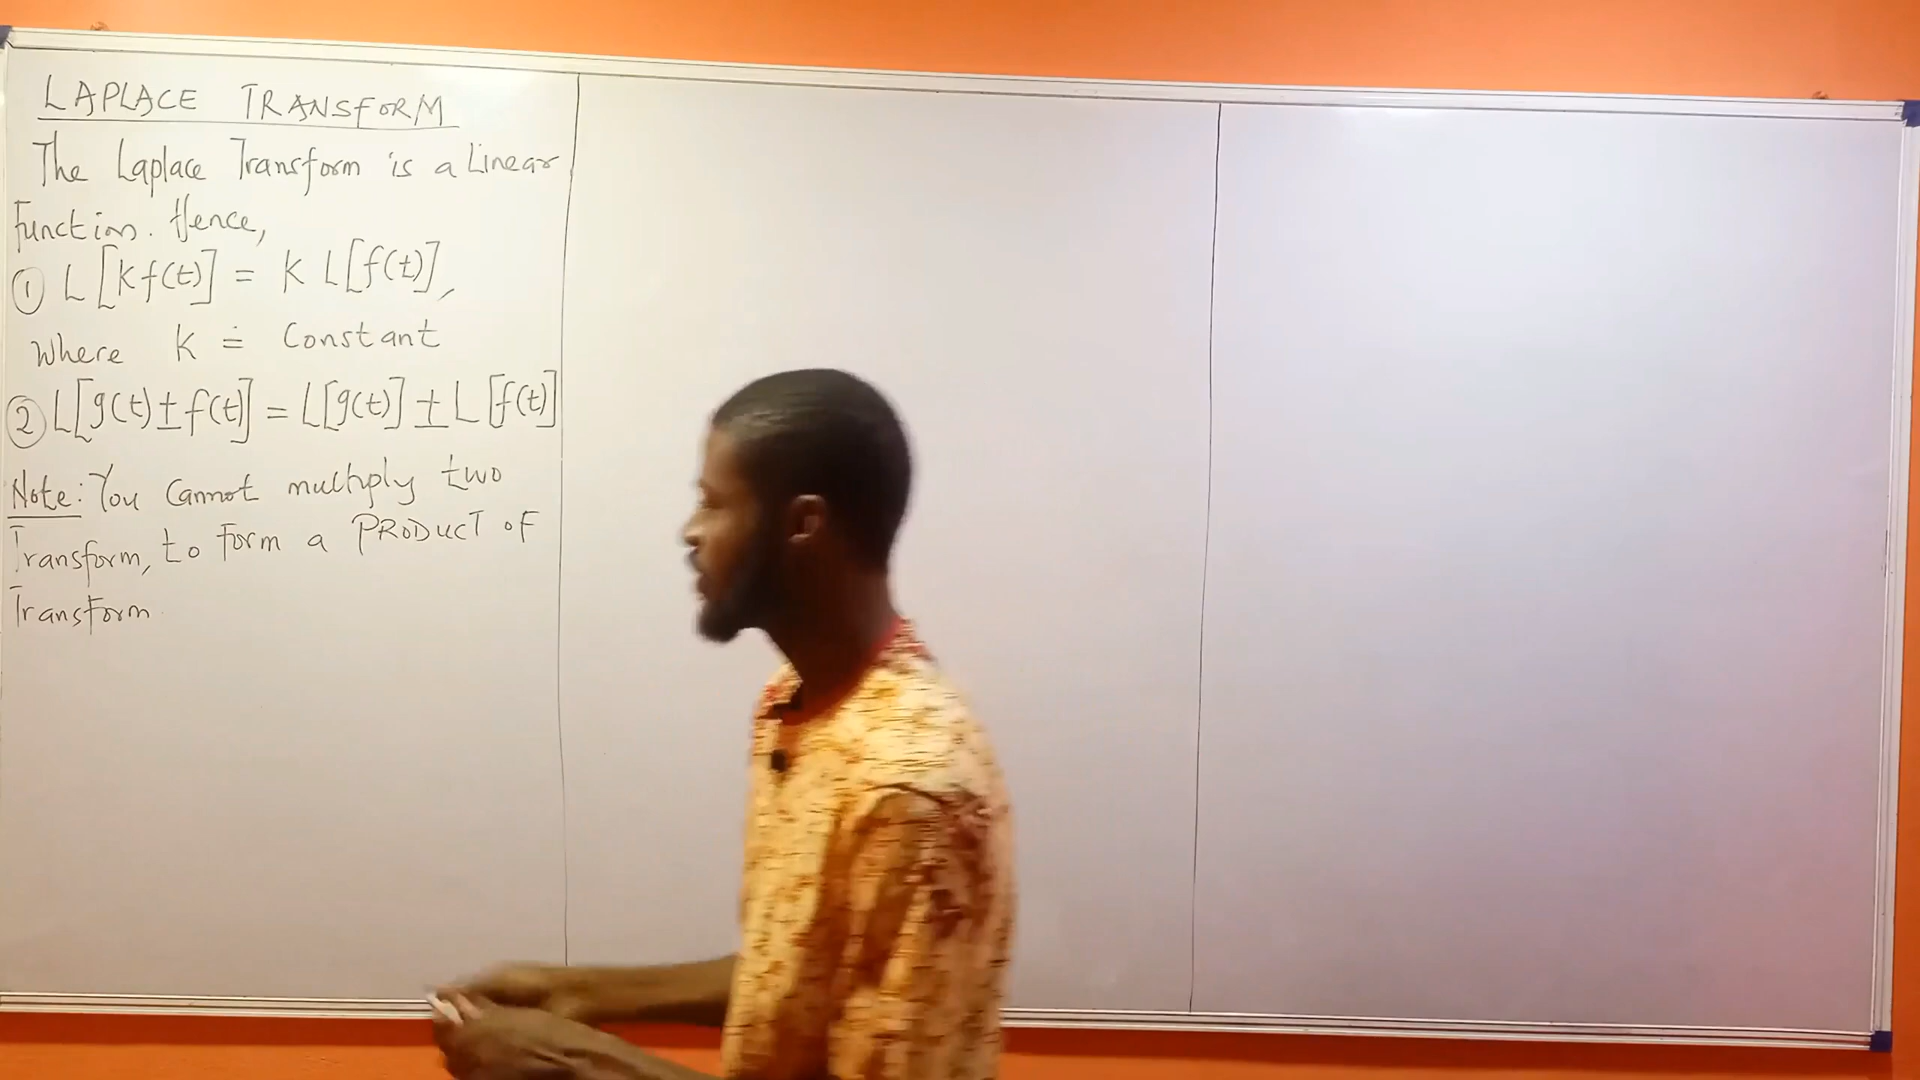 LAPLACE TRANSFORM
The Laplace Transform is a Linear
Function. Hence,
① L[kf(t)] = K L[f(t)],
Where K = Constant
② L[g(t) ± f(t)] = L[g(t)] ± L[f(t)]
Note: You Cannot multiply two
Transform, to form a PRODUCT OF
Transform